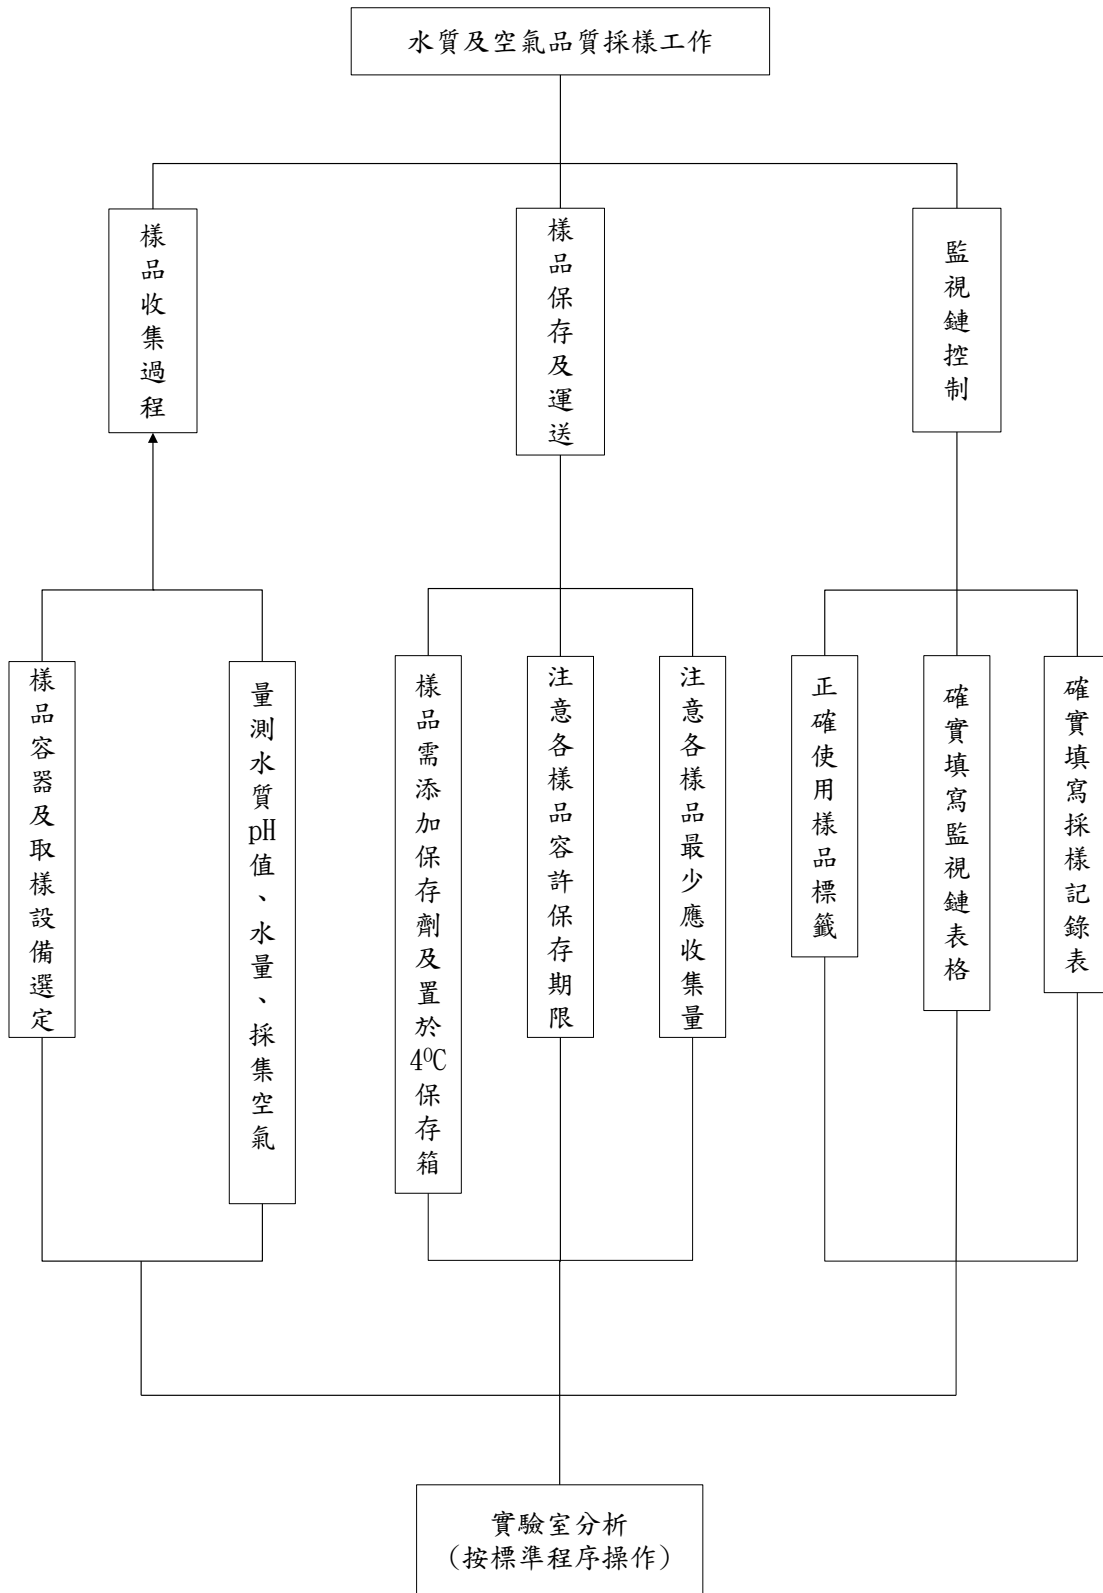 水質及空氣品質採樣工作
樣品收集過程
樣品保存及運送
監視鏈控制
樣品容器及取樣設備選定
量測水質pH值、水量、採集空氣
樣品需添加保存劑及置於4⁰C保存箱
注意各樣品容許保存期限
注意各樣品最少應收集量
正確使用樣品標籤
確實填寫監視鏈表格
確實填寫採樣記錄表
實驗室分析
(按標準程序操作)